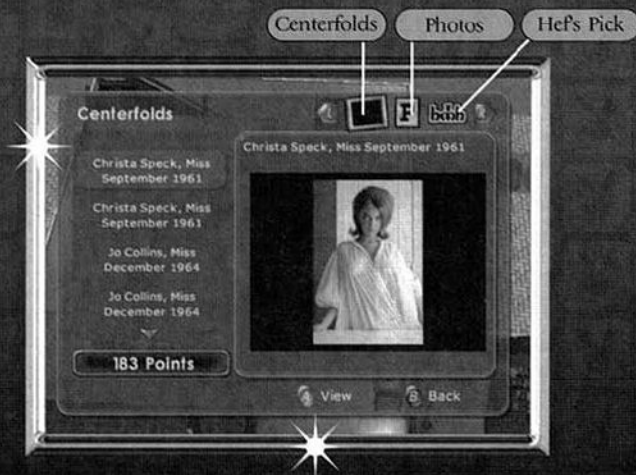 Centerfolds
Photos
Hef's Pick
Centerfolds
Christa Speck, Miss
September 1961
Christa Speck, Miss
September 1961
Jo Collins, Miss
December 1964
Jo Collins, Miss
December 1964
183 Points
Christa Speck, Miss September 1961
A View
B Back